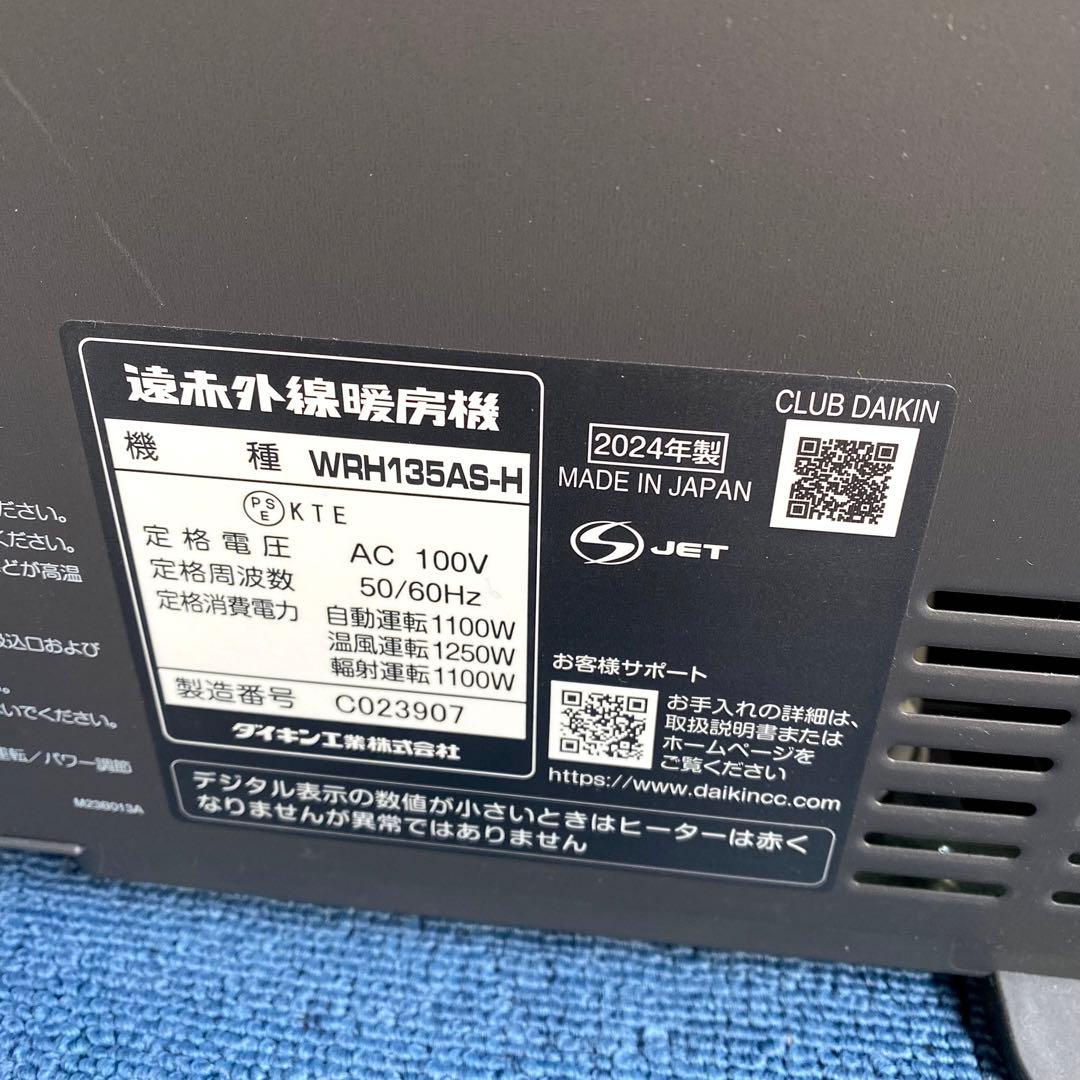 遠赤外線暖房機
機種 WRH135AS-H
PSE KTE
定格電圧 AC 100V
定格周波数 50/60Hz
定格消費電力 自動運転1100W
温風運転1250W
輻射運転1100W
製造番号 C023907
ダイキン工業株式会社
2024年製
MADE IN JAPAN
S JET
CLUB DAIKIN
お客様サポート
お手入れの詳細は、
取扱説明書または
ホームページを
ご覧ください
https://www.daikincc.com
デジタル表示の数値が小さいときはヒーターは赤く
なりませんが異常ではありません
ださい。
ください。
どが高温
吸込口および
いでください。
運転/パワー調節
M23B013A